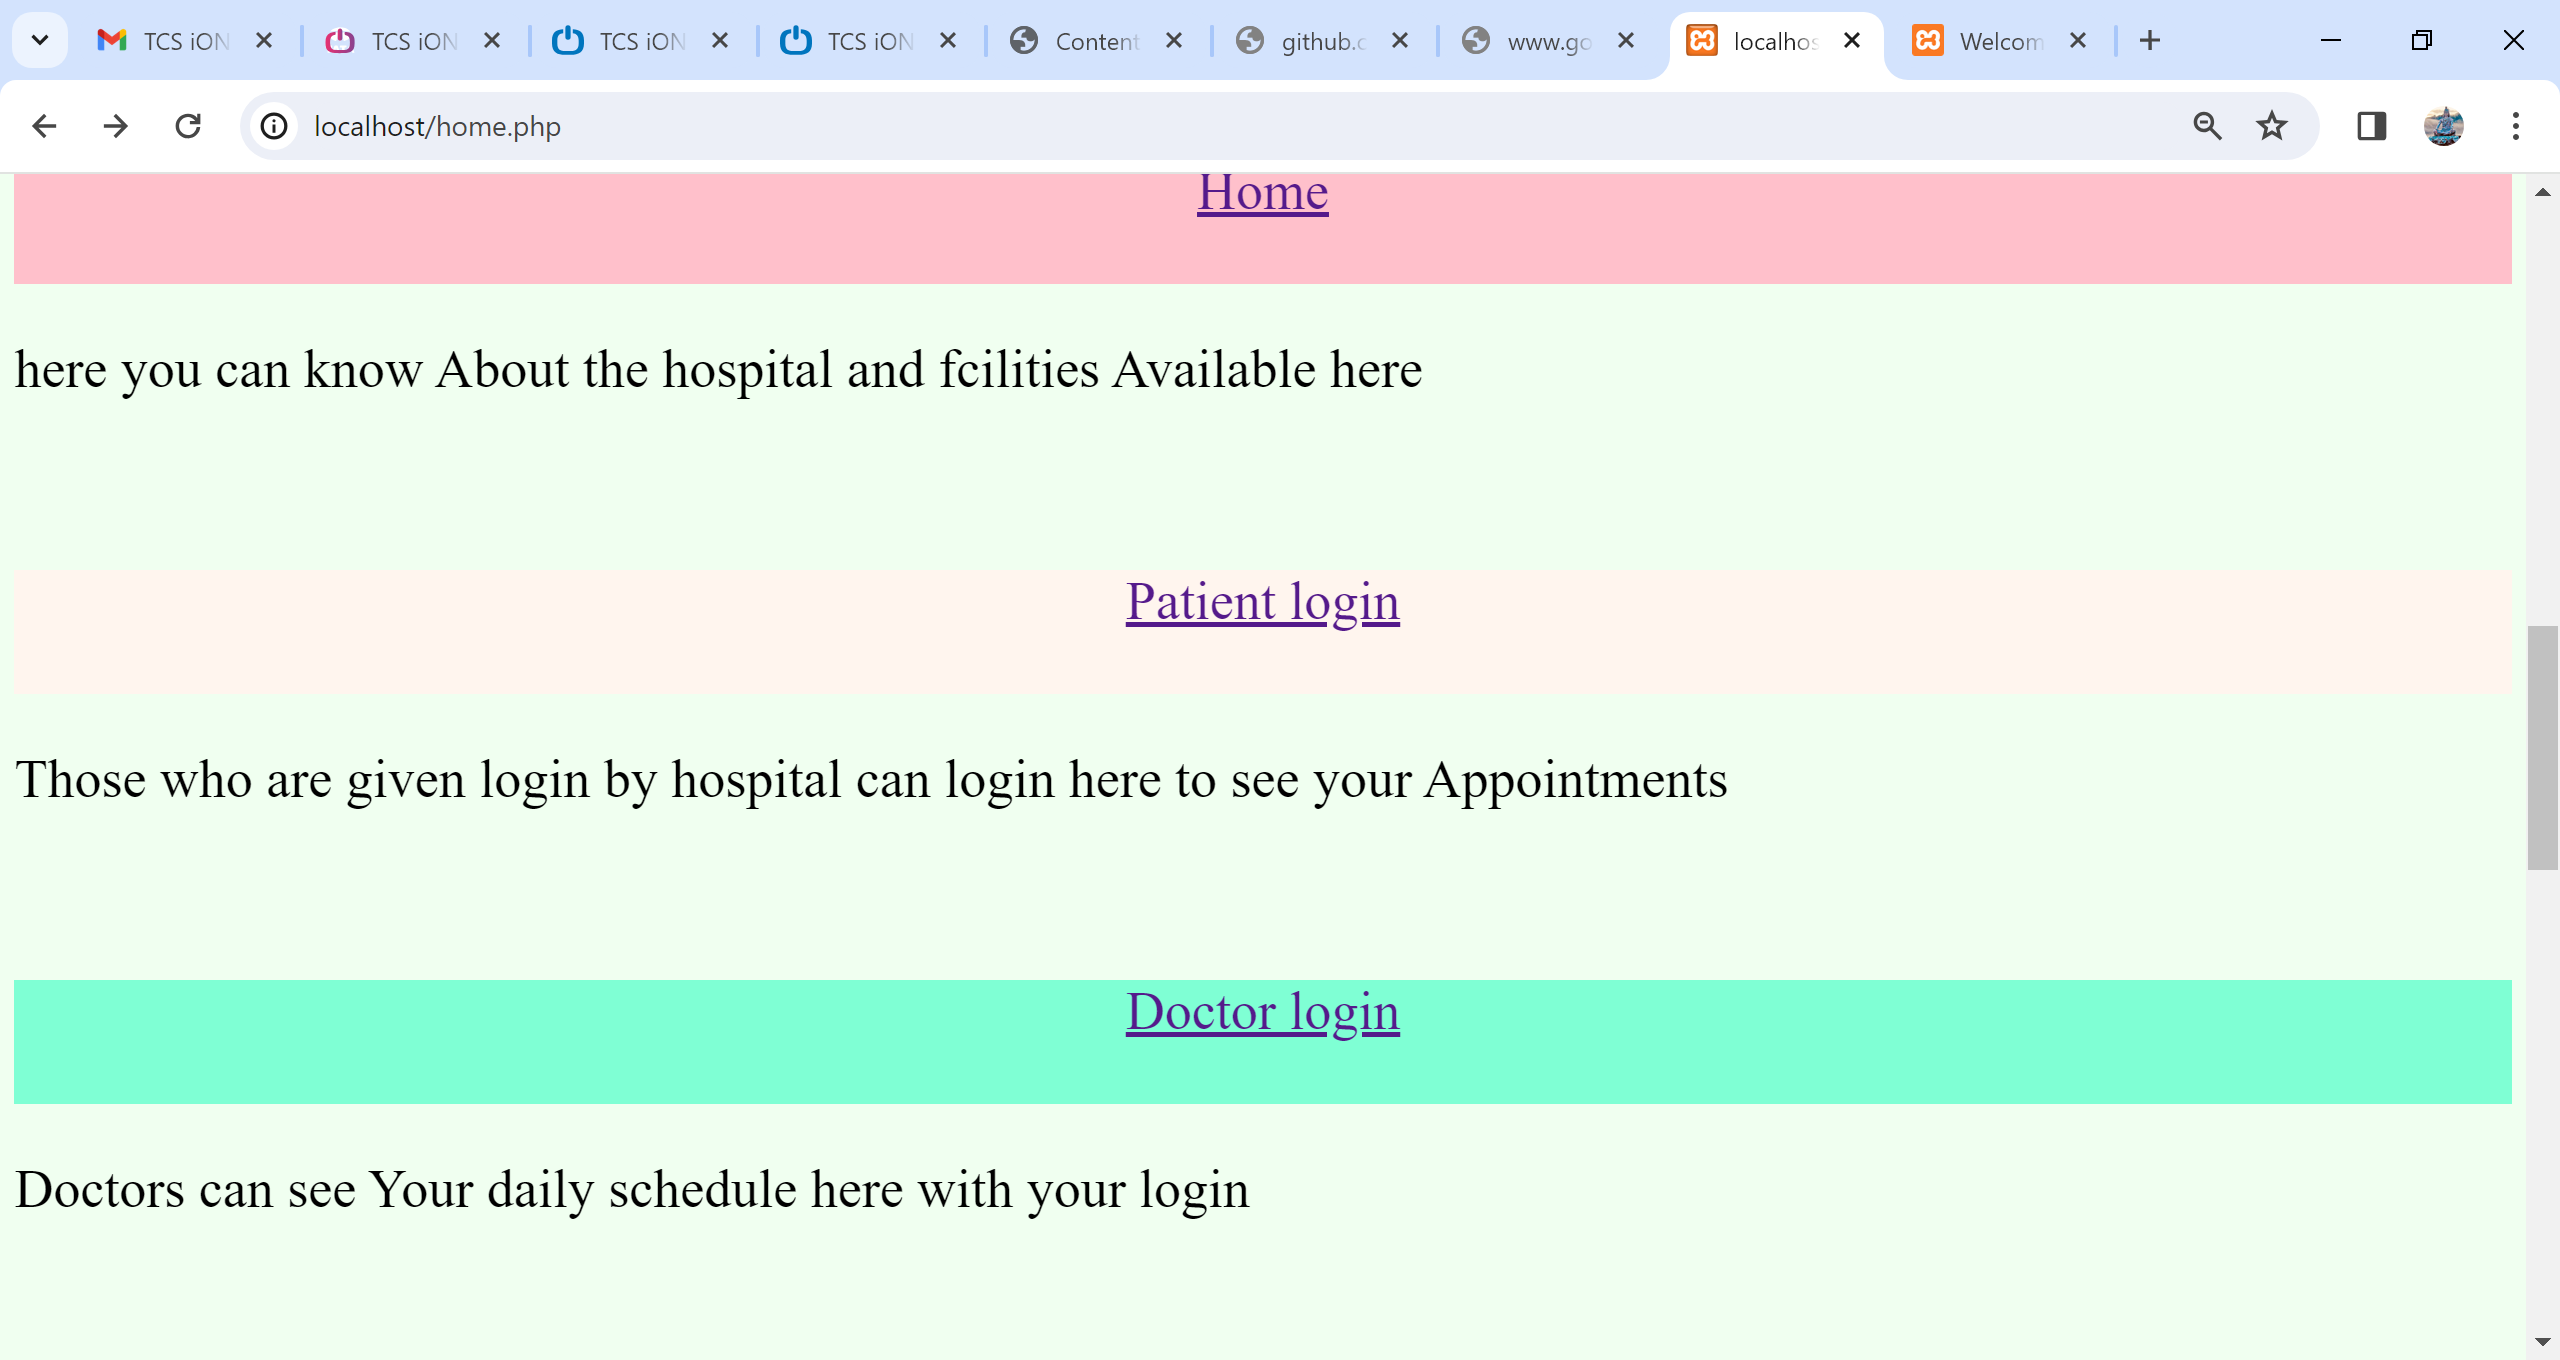 TCS iON
TCS iON
TCS iON
TCS iON
Content
github.c
www.go
localhos
Welcom
localhost/home.php
Home
here you can know About the hospital and fcilities Available here
Patient login
Those who are given login by hospital can login here to see your Appointments
Doctor login
Doctors can see Your daily schedule here with your login